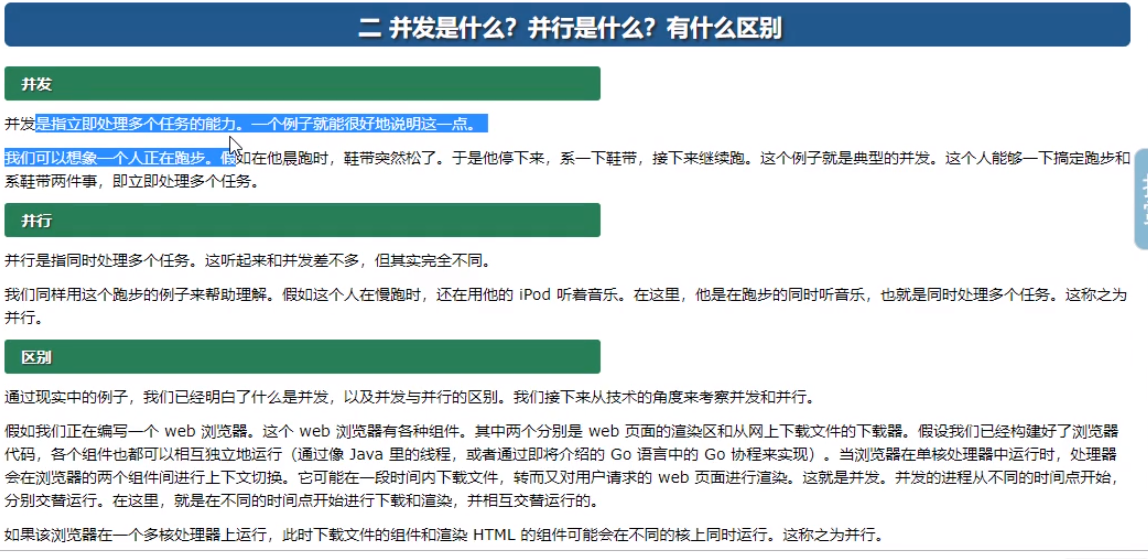 二 并发是什么？并行是什么？有什么区别
并发
并发是指立即处理多个任务的能力。一个例子就能很好地说明这一点。
我们可以想象一个人正在跑步。假如在他晨跑时，鞋带突然松了。于是他停下来，系一下鞋带，接下来继续跑。这个例子就是典型的并发。这个人能够一下搞定跑步和
系鞋带两件事，即立即处理多个任务。
并行
并行是指同时处理多个任务。这听起来和并发差不多，但其实完全不同。
我们同样用这个跑步的例子来帮助理解。假如这个人在慢跑时，还在用他的 iPod 听着音乐。在这里，他是在跑步的同时听音乐，也就是同时处理多个任务。这称之为
并行。
区别
通过现实中的例子，我们已经明白了什么是并发，以及并发与并行的区别。我们接下来从技术的角度来考察并发和并行。
假如我们正在编写一个 web 浏览器。这个 web 浏览器有各种组件。其中两个分别是 web 页面的渲染区和从网上下载文件的下载器。假设我们已经构建好了浏览器
代码，各个组件也都可以相互独立地运行（通过像 Java 里的线程，或者通过即将介绍的 Go 语言中的 Go 协程来实现）。当浏览器在单核处理器中运行时，处理器
会在浏览器的两个组件间进行上下文切换。它可能在一段时间内下载文件，转而又对用户请求的 web 页面进行渲染。这就是并发。并发的进程从不同的时间点开始，
分别交替运行。在这里，就是在不同的时间点开始进行下载和渲染，并相互交替运行的。
如果该浏览器在一个多核处理器上运行，此时下载文件的组件和渲染 HTML 的组件可能会在不同的核上同时运行。这称之为并行。